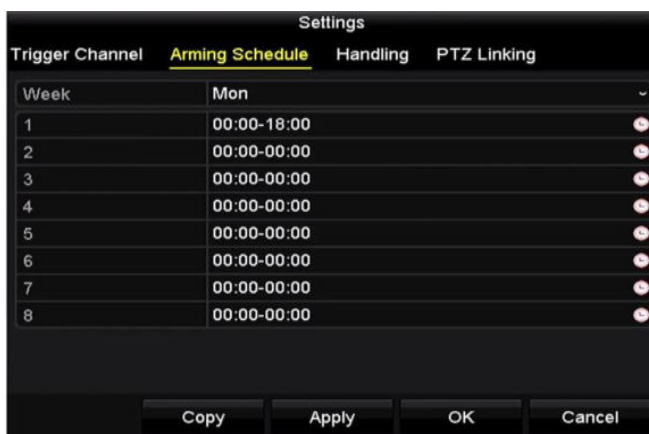 Settings
Trigger Channel Arming Schedule Handling PTZ Linking
Week Mon
1 00:00-18:00
2 00:00-00:00
3 00:00-00:00
4 00:00-00:00
5 00:00-00:00
6 00:00-00:00
7 00:00-00:00
8 00:00-00:00
Copy Apply OK Cancel